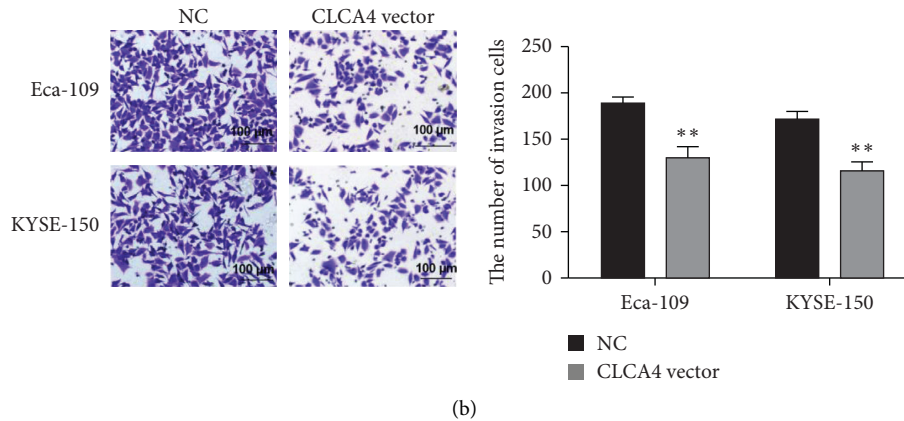 NC
CLCA4 vector
Eca-109
100 μm
100 μm
KYSE-150
100 μm
100 μm
The number of invasion cells
250
200
150
100
50
0
**
**
Eca-109
KYSE-150
NC
CLCA4 vector
(b)